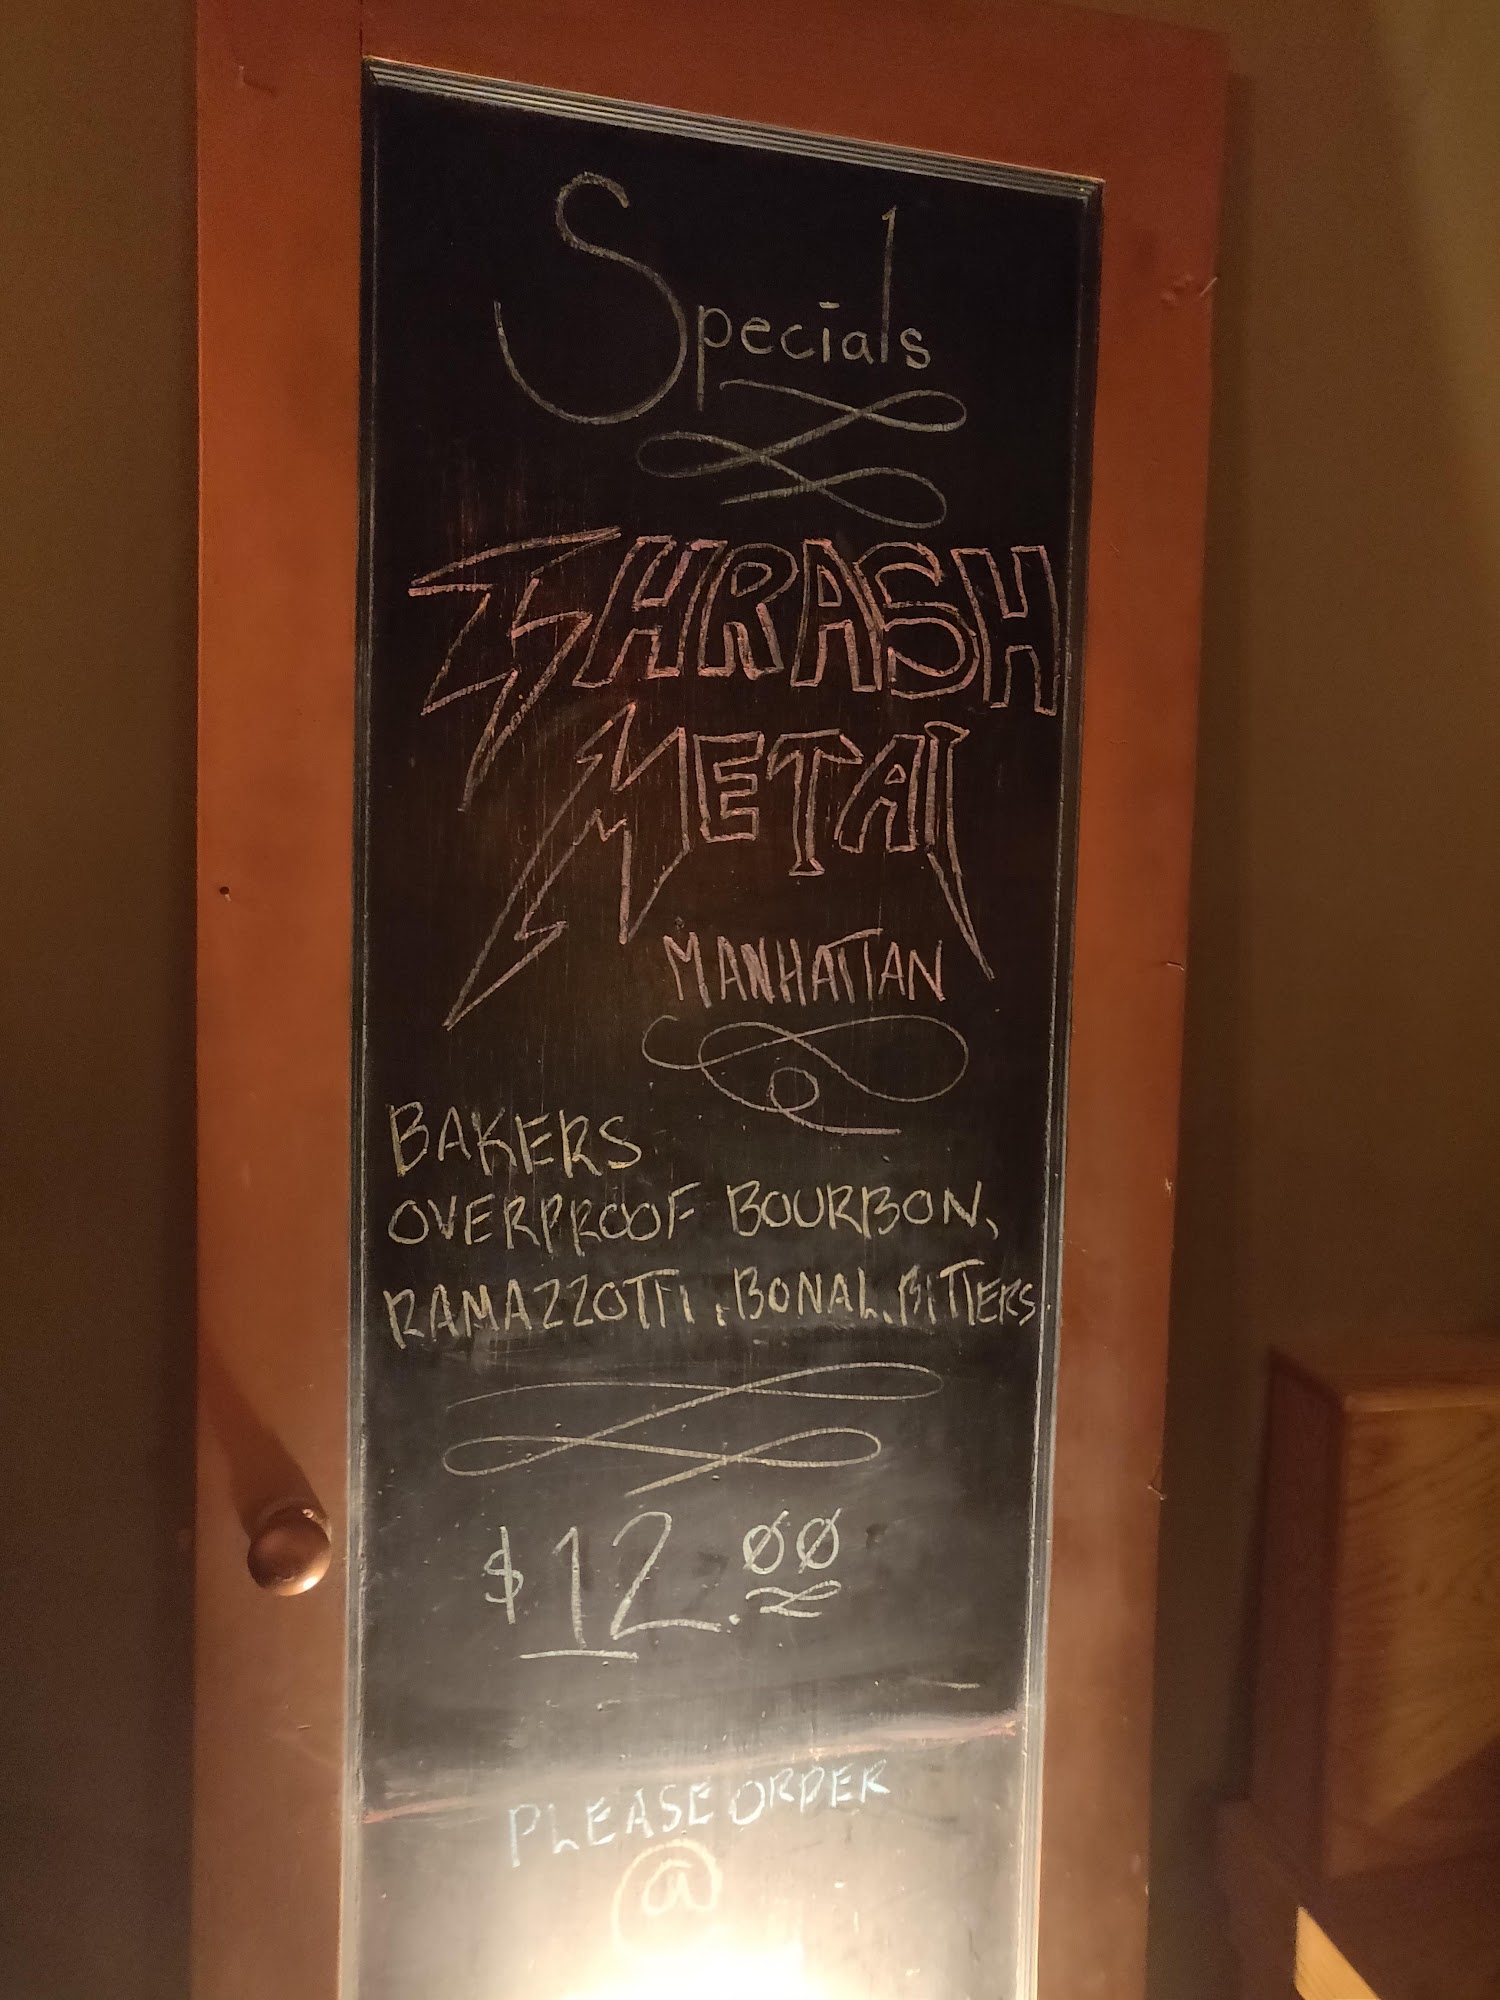 Specials
THRASH
METAL
MANHATTAN
BAKERS
OVERPROOF BOURBON,
RAMAZZOTTI, BONAL, BITTERS.
$12.00
PLEASE ORDER
@